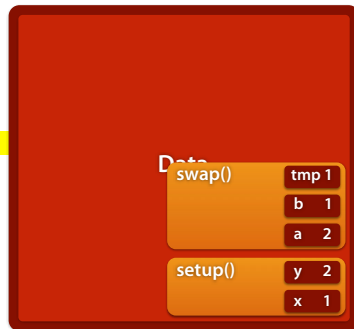 Data
swap()
tmp 1
b 1
a 2
setup()
y 2
x 1